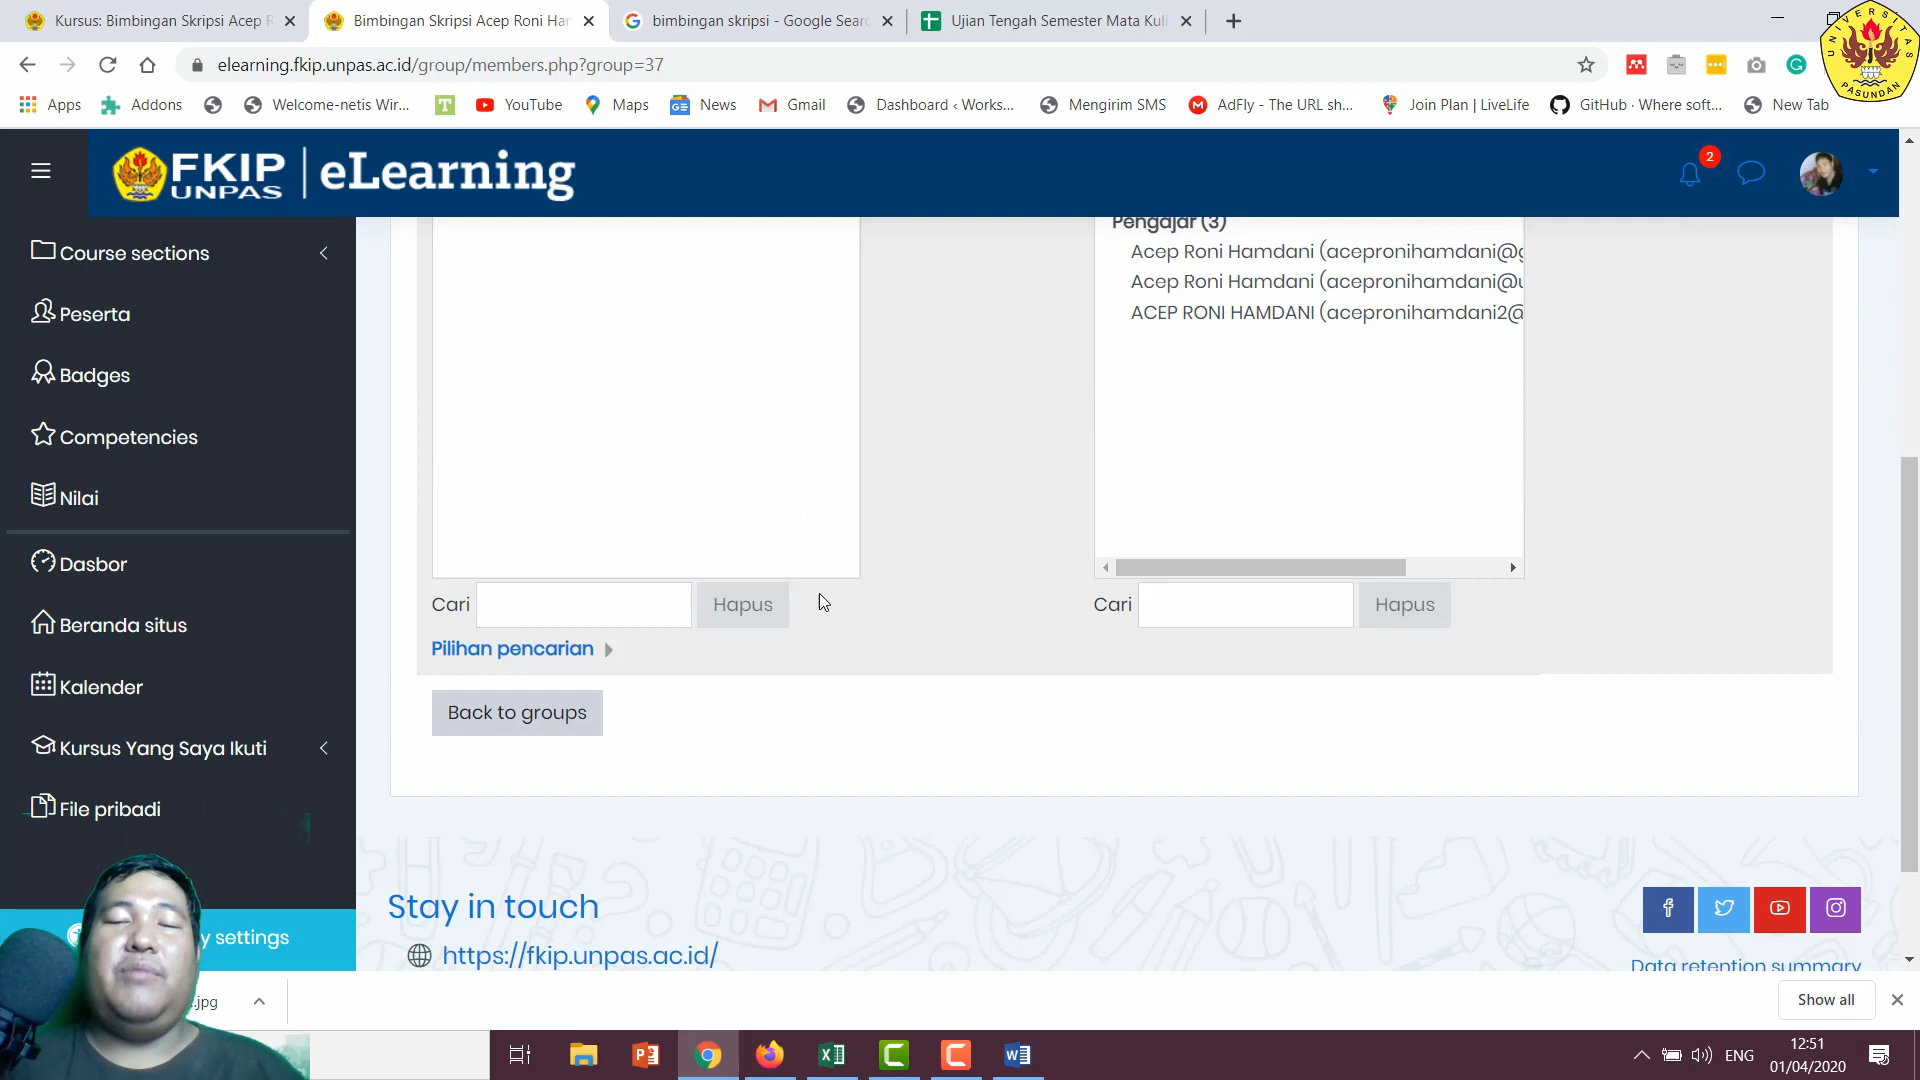 Kursus: Bimbingan Skripsi Acep R
Bimbingan Skripsi Acep Roni Ham
bimbingan skripsi - Google Searc
Ujian Tengah Semester Mata Kuli
elearning.fkip.unpas.ac.id/group/members.php?group=37
UNIVERSITAS
PASUNDAN
Apps
Addons
Welcome-netis Wir...
YouTube
Maps
News
Gmail
Dashboard ‹ Works...
Mengirim SMS
AdFly - The URL sh...
Join Plan | LiveLife
GitHub · Where soft...
New Tab
FKIP
UNPAS
eLearning
2
Course sections
Peserta
Badges
Competencies
Nilai
Dasbor
Beranda situs
Kalender
Kursus Yang Saya Ikuti
File pribadi
y settings
Pengajar (3)
Acep Roni Hamdani (acepronihamdani@g
Acep Roni Hamdani (acepronihamdani@u
ACEP RONI HAMDANI (acepronihamdani2@
Cari
Hapus
Cari
Hapus
Pilihan pencarian
Back to groups
Stay in touch
https://fkip.unpas.ac.id/
Data retention summary
.jpg
Show all
ENG
12:51
01/04/2020